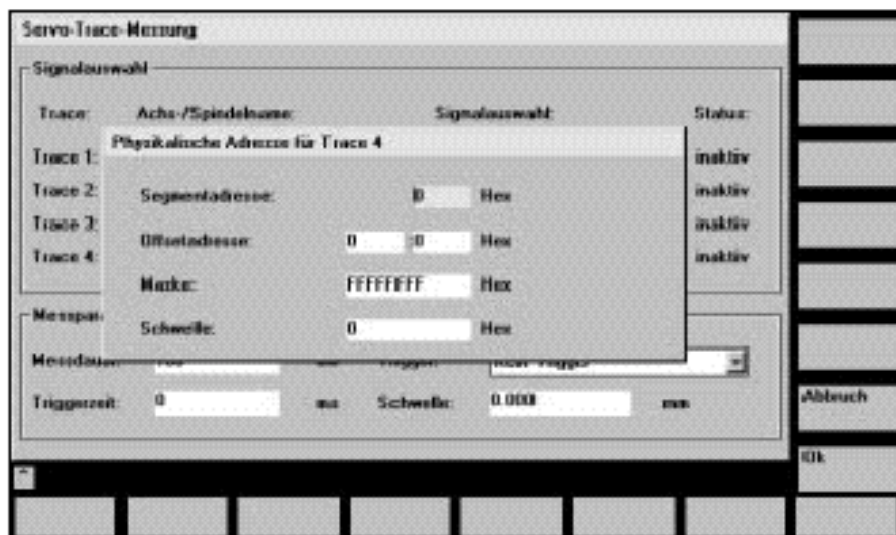 Servo-Trace-Messung
Signalauswahl
Trace: Achs-/Spindelname: Signalauswahl: Status:
Physikalische Adresse für Trace 4
Trace 1: inaktiv
Trace 2: inaktiv
Trace 3: inaktiv
Trace 4: inaktiv
Segmentadresse: 0 Hex
Offsetadresse: 0 :0 Hex
Maske: FFFFFFFF Hex
Schwelle: 0 Hex
Triggerzeit: 0 ms Schwelle: 0.000 mm
Abbruch
Ok